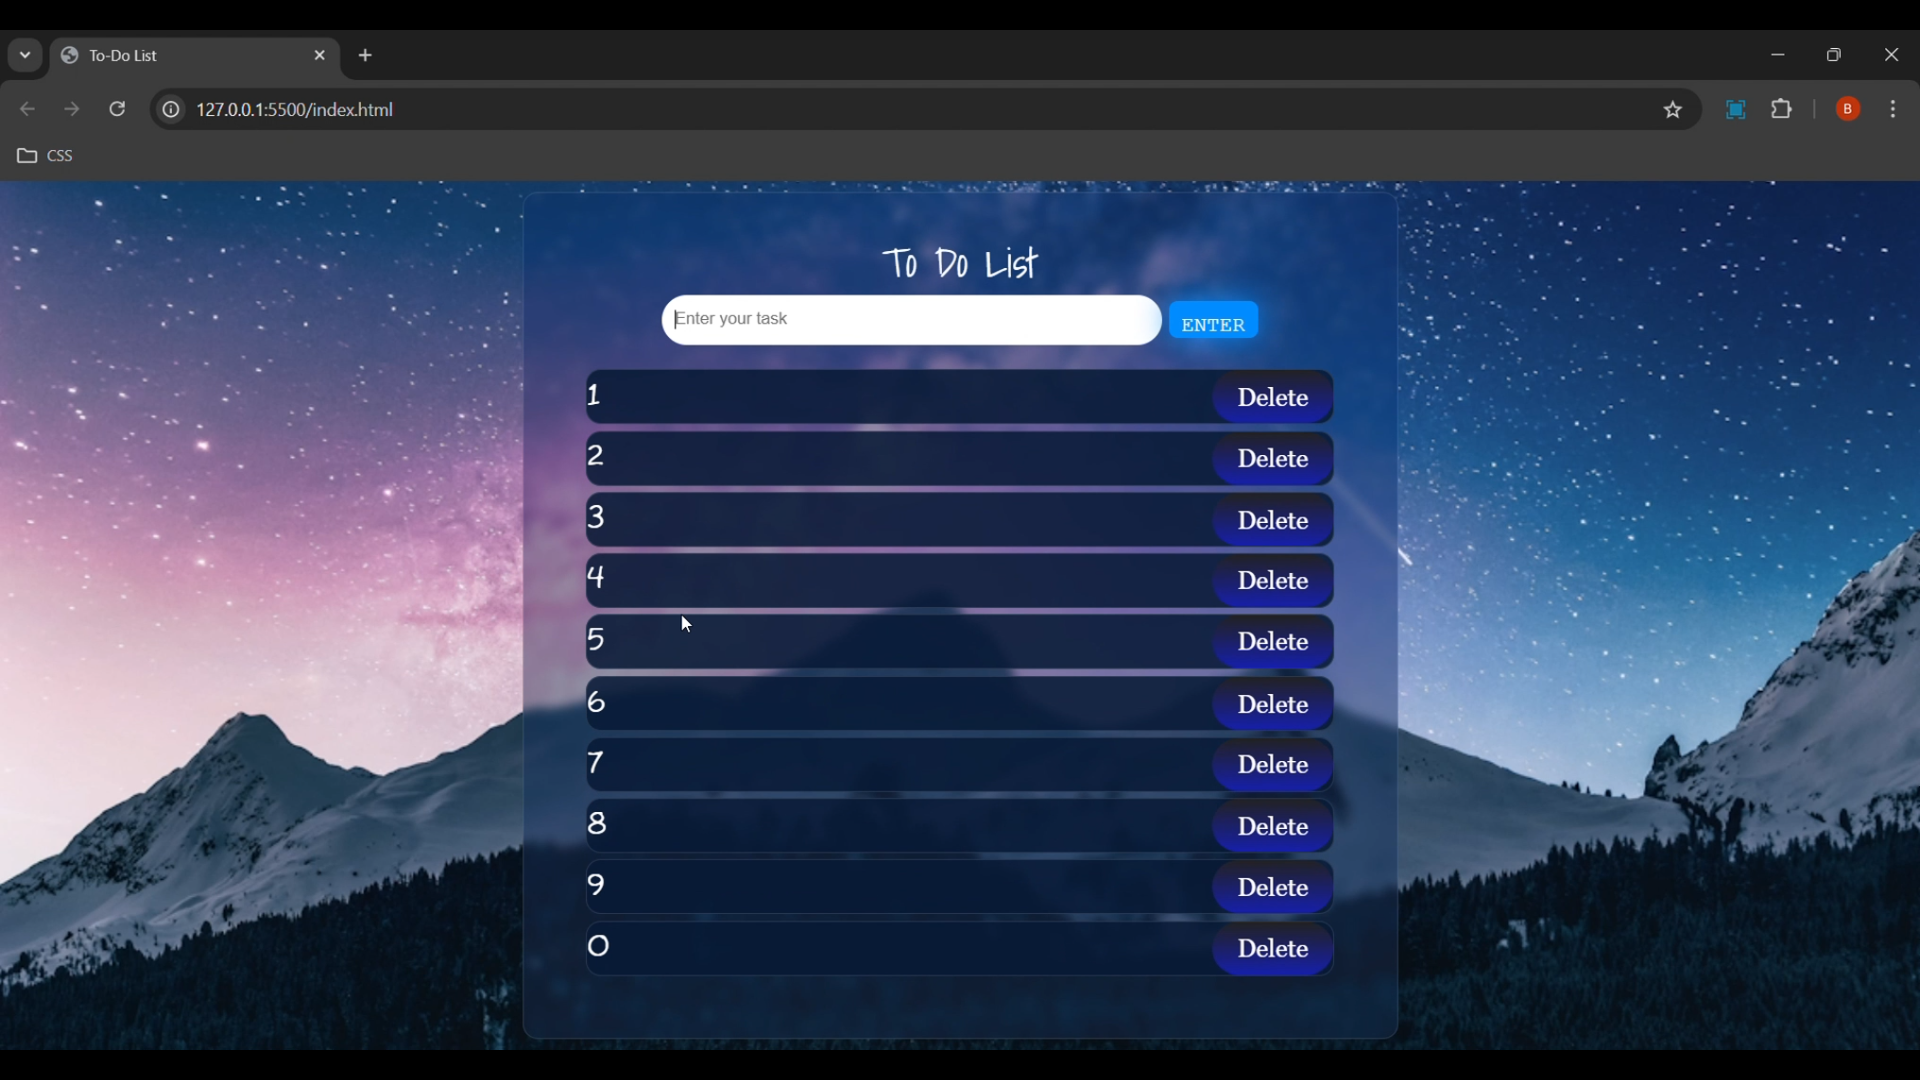 To-Do List
127.0.0.1:5500/index.html
B
CSS
To Do List
Enter your task
ENTER
1 Delete
2 Delete
3 Delete
4 Delete
5 Delete
6 Delete
7 Delete
8 Delete
9 Delete
0 Delete